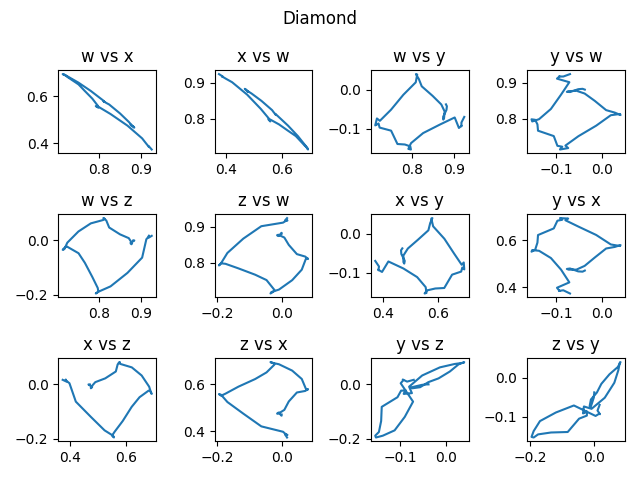 Diamond
w vs x
x vs w
w vs y
y vs w
0.6
0.4
0.8 0.9
0.9
0.8
0.4 0.6
0.0
−0.1
0.8 0.9
0.9
0.8
−0.1 0.0
w vs z
z vs w
x vs y
y vs x
0.0
−0.2
0.8 0.9
0.9
0.8
−0.2 0.0
0.0
−0.1
0.4 0.5 0.6
0.6
0.4
−0.1 0.0
x vs z
z vs x
y vs z
z vs y
0.0
−0.2
0.4 0.6
0.6
0.4
−0.2 0.0
0.0
−0.2
−0.1 0.0
0.0
−0.1
−0.2 0.0